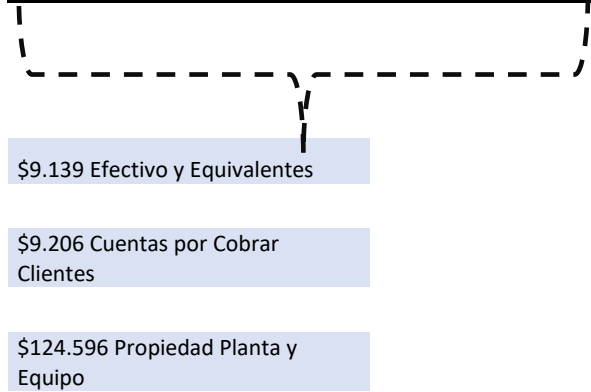 $9.139 Efectivo y Equivalentes
$9.206 Cuentas por Cobrar
Clientes
$124.596 Propiedad Planta y
Equipo